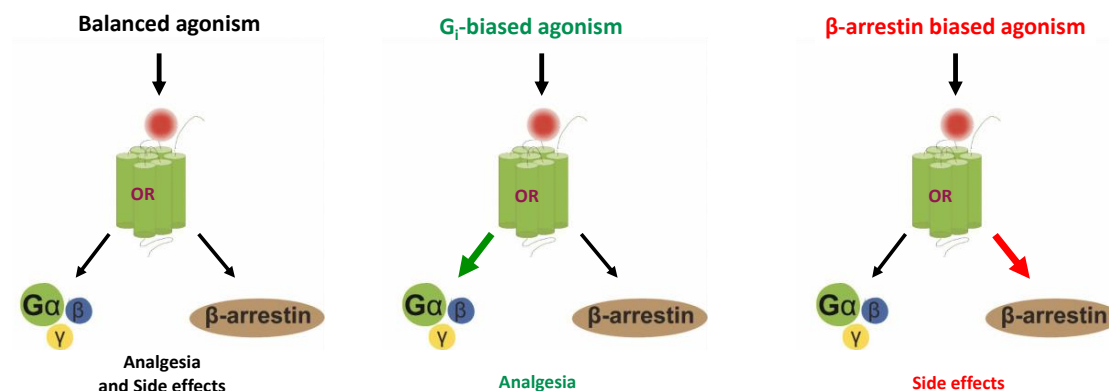 Balanced agonism
Gᵢ-biased agonism
β-arrestin biased agonism
OR
OR
OR
Gα β
γ
β-arrestin
Gα β
γ
β-arrestin
Gα β
γ
β-arrestin
Analgesia
and Side effects
Analgesia
Side effects